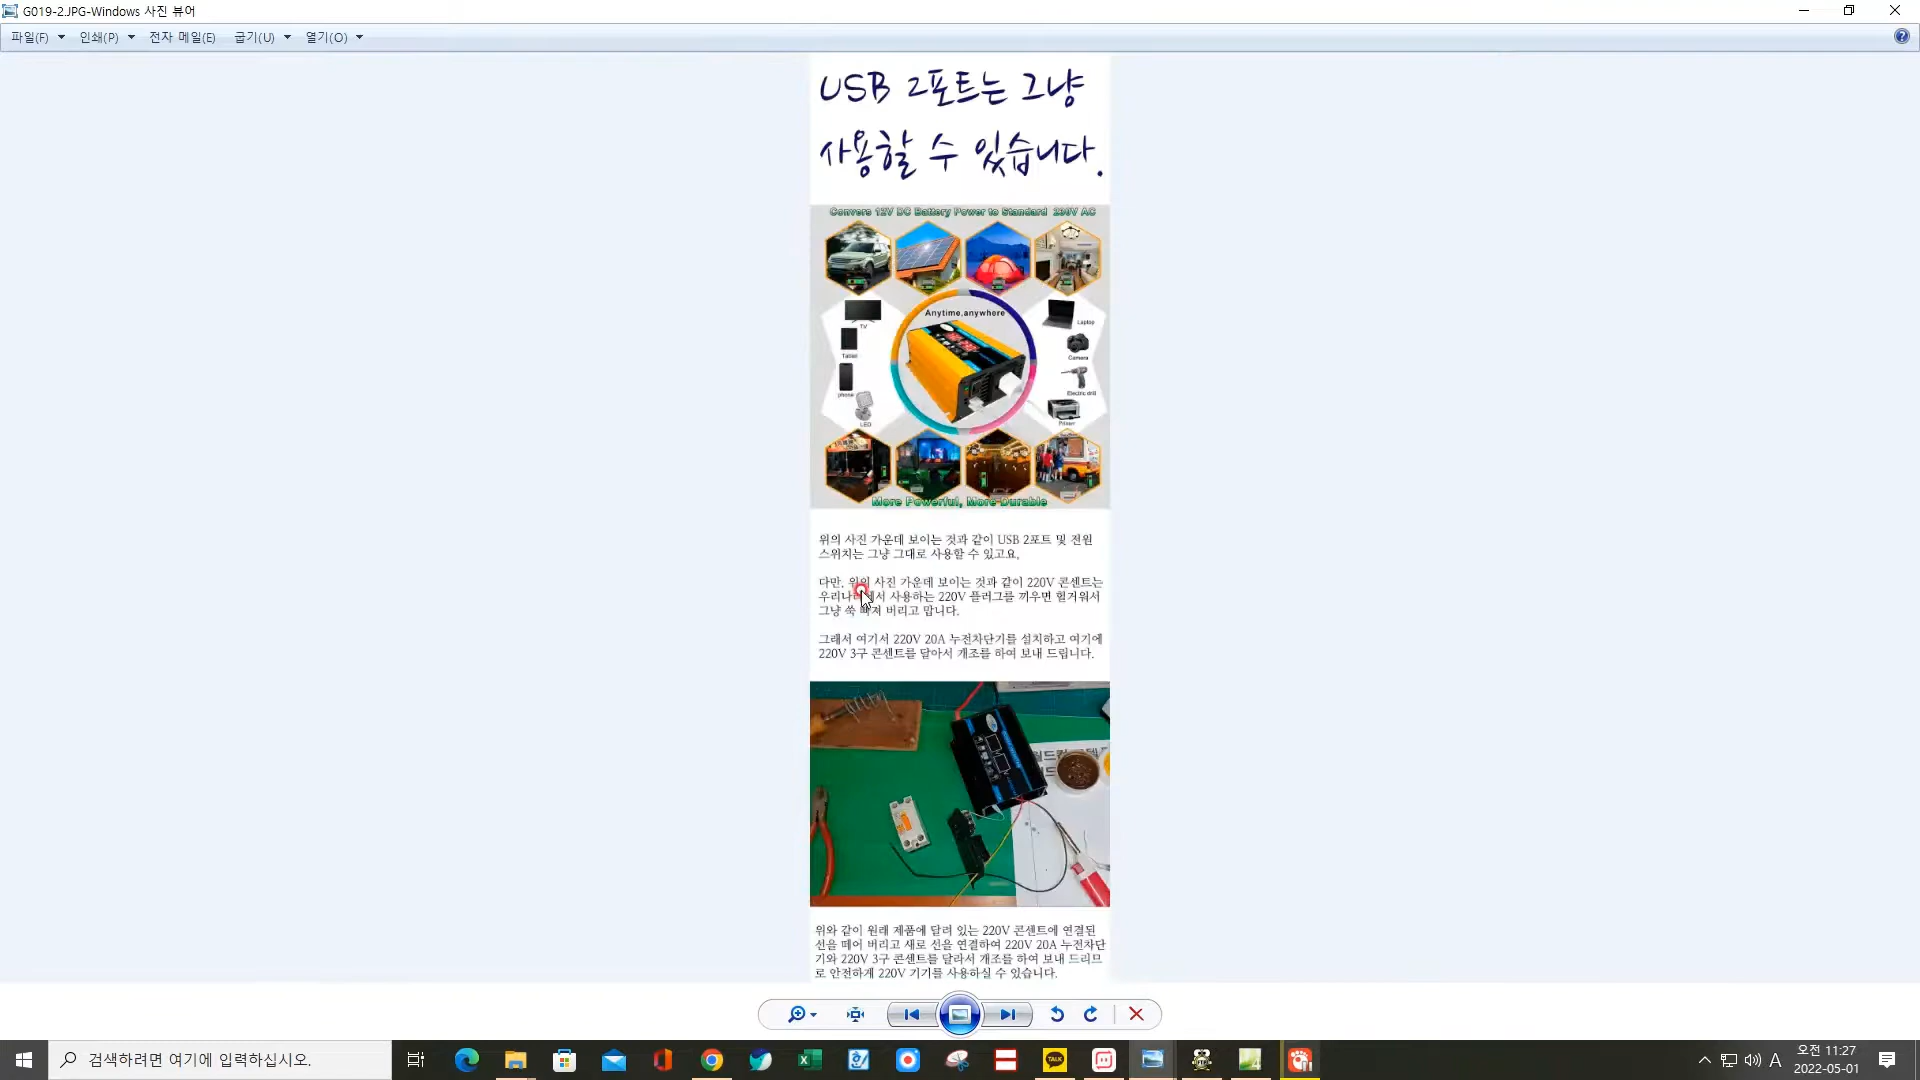 G019-2.JPG-Windows 사진 뷰어
파일(F) 인쇄(P) 전자 메일(E) 굽기(U) 열기(O)
USB 2포트는 그냥
사용할 수 있습니다.
Convers 12V DC Battery Power to Standard 230V AC
Anytime.anywhere
TV
Laptop
Tablet
Camera
phone
Electric drill
LED
Printer
More Powerful, More Durable
위의 사진 가운데 보이는 것과 같이 USB 2포트 및 전원
스위치는 그냥 그대로 사용할 수 있고요,
다만, 위의 사진 가운데 보이는 것과 같이 220V 콘센트는
우리나라에서 사용하는 220V 플러그를 끼우면 헐거워서
그냥 쑥 빠져 버리고 맙니다.
그래서 여기서 220V 20A 누전차단기를 설치하고 여기에
220V 3구 콘센트를 달아서 개조를 하여 보내 드립니다.
위와 같이 원래 제품에 달려 있는 220V 콘센트에 연결된
선을 떼어 버리고 새로 선을 연결하여 220V 20A 누전차단
기와 220V 3구 콘센트를 달라서 개조를 하여 보내 드리므
로 안전하게 220V 기기를 사용하실 수 있습니다.
검색하려면 여기에 입력하십시오.
TALK
A
오전 11:27
2022-05-01